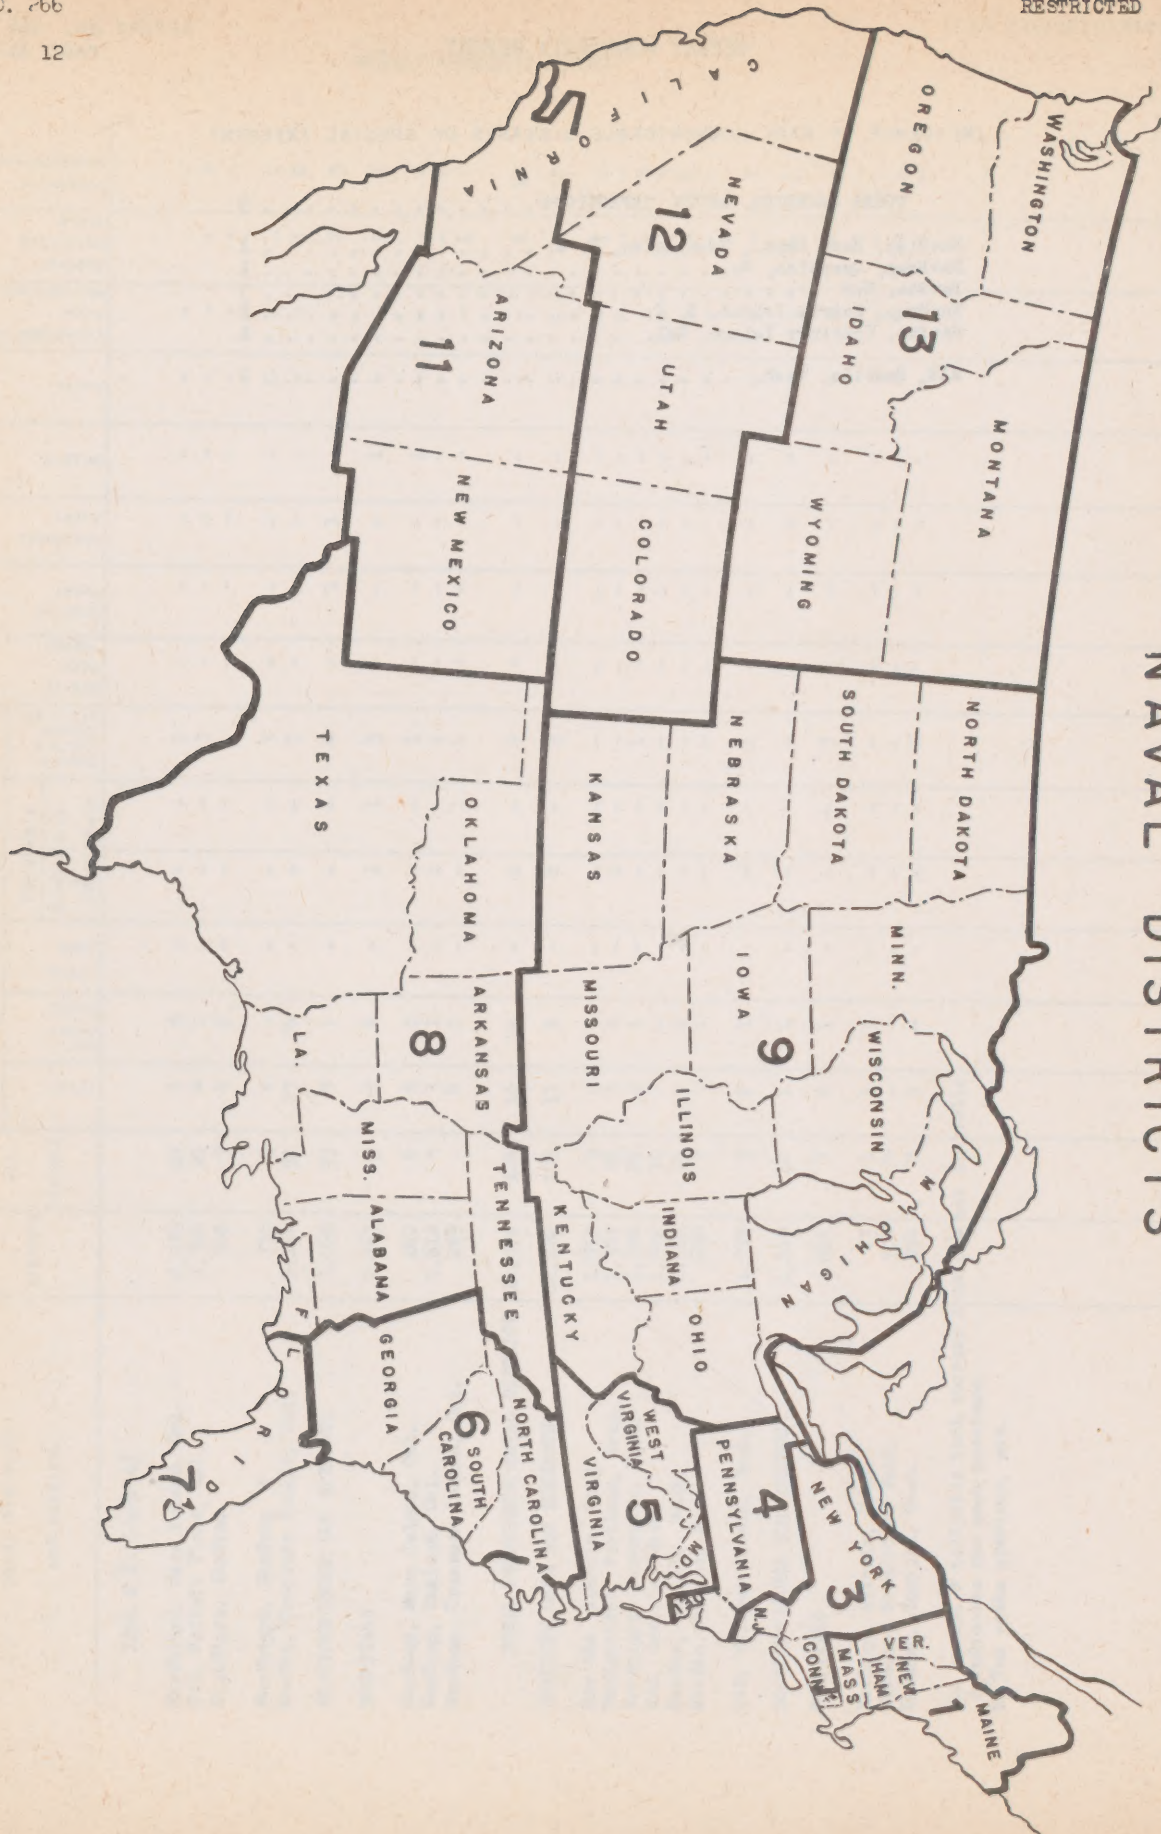 RESTRICTED
12
NAVAL DISTRICTS
WASHINGTON
OREGON
CALIFORNIA
NEVADA
12
IDAHO
13
MONTANA
WYOMING
UTAH
COLORADO
ARIZONA
11
NEW MEXICO
NORTH DAKOTA
SOUTH DAKOTA
NEBRASKA
KANSAS
OKLAHOMA
TEXAS
MINN.
IOWA
9
MISSOURI
ARKANSAS
8
LA.
WISCONSIN
ILLINOIS
MICHIGAN
INDIANA
OHIO
KENTUCKY
TENNESSEE
MISS.
ALABANA
GEORGIA
FLORIDA
7
NORTH CAROLINA
6
SOUTH
CAROLINA
WEST
VIRGINIA
VIRGINIA
5
MD.
DEL
PENNSYLVANIA
4
N.J.
NEW YORK
3
CONN
MASS
VER.
NEW
HAM
1
MAINE